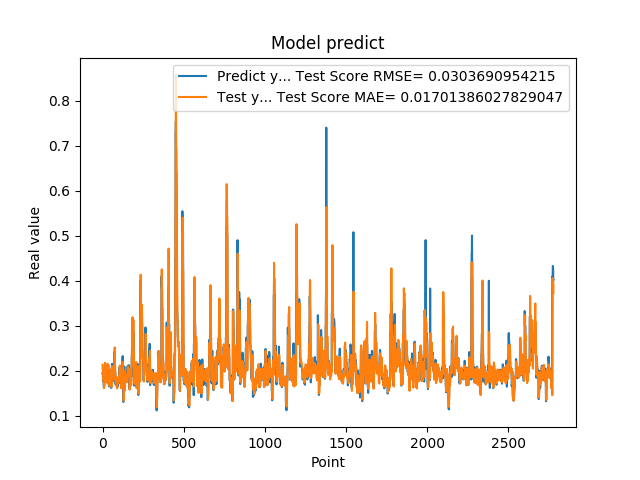 Model predict
Predict y... Test Score RMSE= 0.0303690954215
Test y... Test Score MAE= 0.01701386027829047
Real value
0.8
0.7
0.6
0.5
0.4
0.3
0.2
0.1
0 500 1000 1500 2000 2500
Point